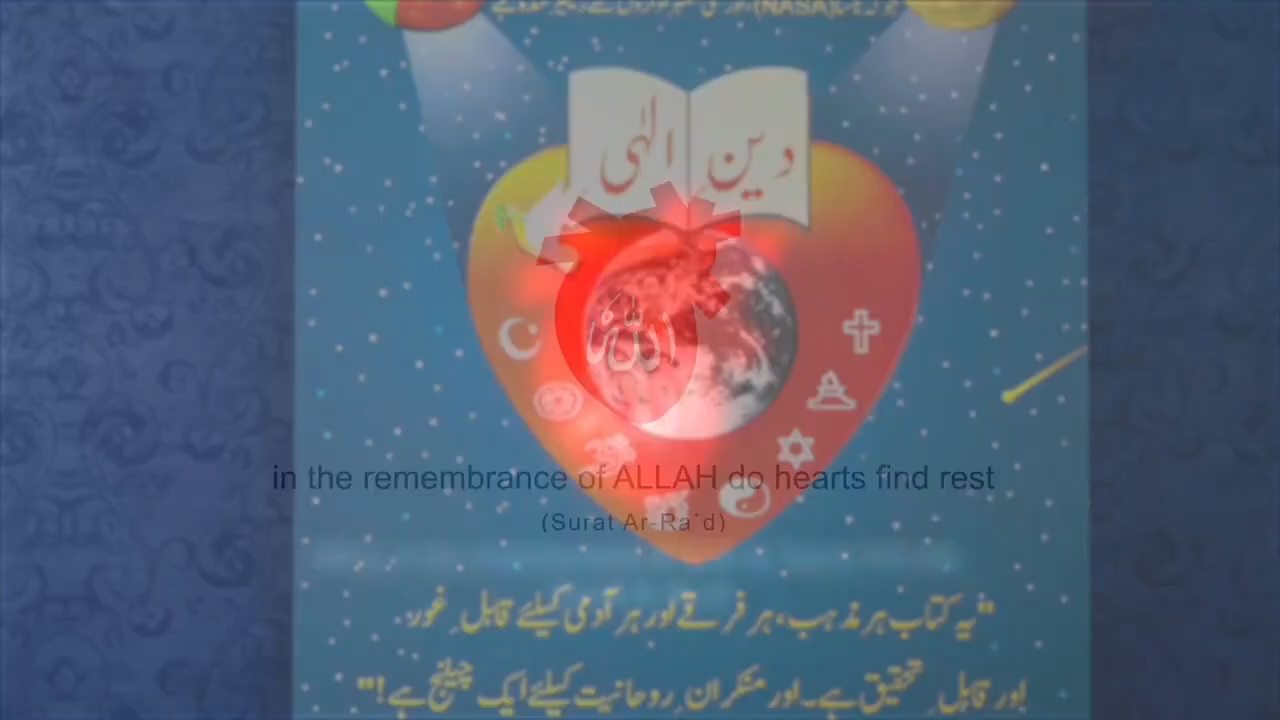 (NASA)
دین الٰہی
اللہ
in the remembrance of ALLAH do hearts find rest
(Surat Ar-Ra`d)
"یہ کتاب ہر مذہب، ہر فرقے اور ہر آدمی کیلئے قابلِ غور،
اور قابلِ تحقیق ہے۔ اور منکرانِ روحانیت کیلئے ایک چیلنج ہے!"